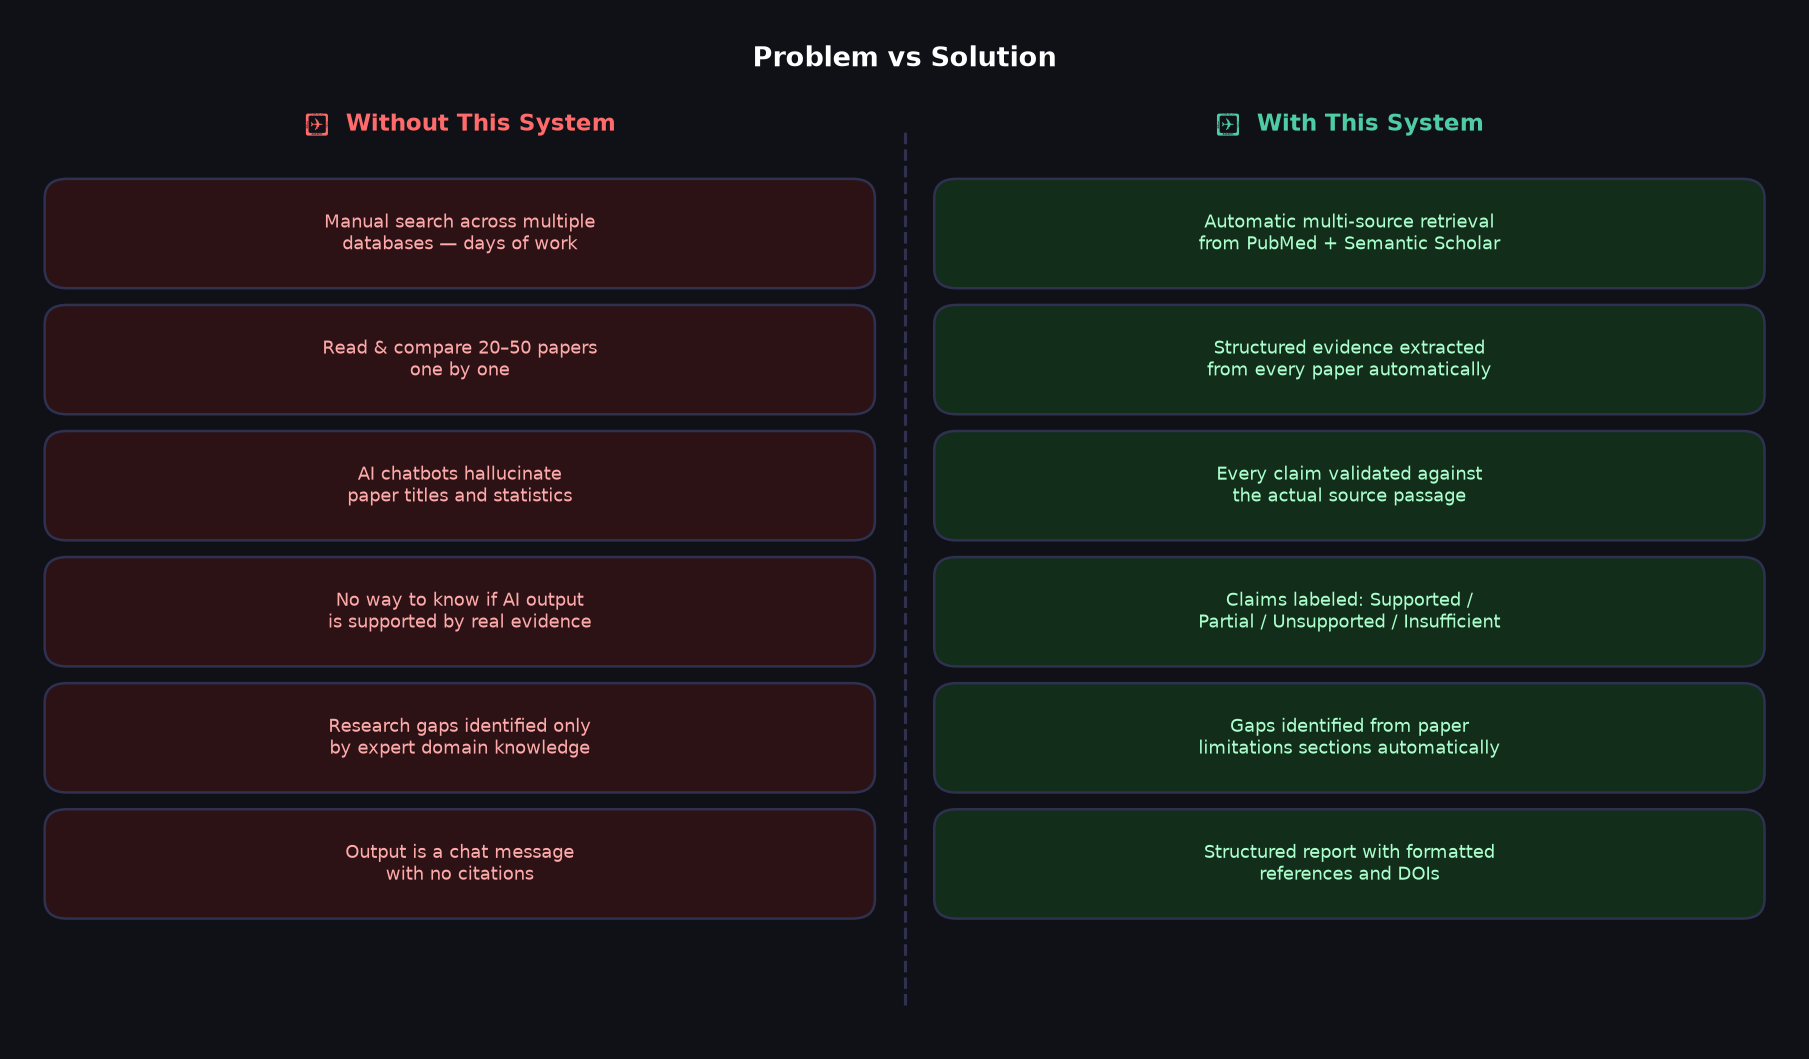 Problem vs Solution
Without This System
Manual search across multiple
databases — days of work
Read & compare 20–50 papers
one by one
AI chatbots hallucinate
paper titles and statistics
No way to know if AI output
is supported by real evidence
Research gaps identified only
by expert domain knowledge
Output is a chat message
with no citations
With This System
Automatic multi-source retrieval
from PubMed + Semantic Scholar
Structured evidence extracted
from every paper automatically
Every claim validated against
the actual source passage
Claims labeled: Supported /
Partial / Unsupported / Insufficient
Gaps identified from paper
limitations sections automatically
Structured report with formatted
references and DOIs